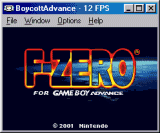 BoycottAdvance - 12 FPS
File Window Options Help
F-ZERO
FOR GAME BOY ADVANCE
© 2001 Nintendo